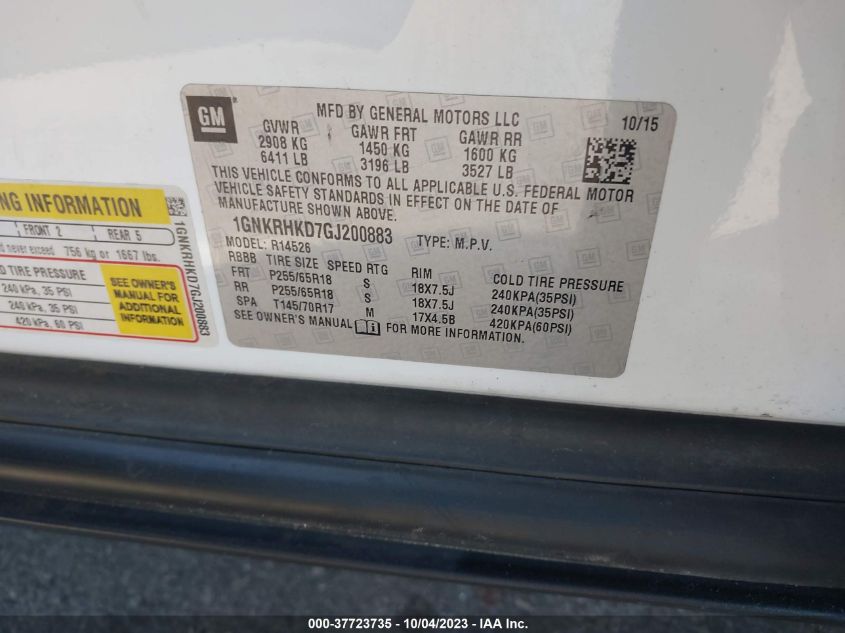 GM
MFD BY GENERAL MOTORS LLC 10/15
GVWR GAWR FRT GAWR RR
2908 KG 1450 KG 1600 KG
6411 LB 3196 LB 3527 LB
THIS VEHICLE CONFORMS TO ALL APPLICABLE U.S. FEDERAL MOTOR
VEHICLE SAFETY STANDARDS IN EFFECT ON THE DATE OF
MANUFACTURE SHOWN ABOVE.
1GNKRHKD7GJ200883 TYPE: M.P.V.
MODEL: R14526
RBBB TIRE SIZE SPEED RTG RIM COLD TIRE PRESSURE
FRT P255/65R18 S 18X7.5J 240KPA(35PSI)
RR P255/65R18 S 18X7.5J 240KPA(35PSI)
SPA T145/70R17 M 17X4.5B 420KPA(60PSI)
SEE OWNER'S MANUAL FOR MORE INFORMATION.
NG INFORMATION
FRONT 2 REAR 5
never exceed 756 kg or 1667 lbs.
TIRE PRESSURE
240 kPa, 35 PSI
240 kPa, 35 PSI
420 kPa, 60 PSI
SEE OWNER'S
MANUAL FOR
ADDITIONAL
INFORMATION
1GNKRHKD7GJ200883
000-37723735 - 10/04/2023 - IAA Inc.